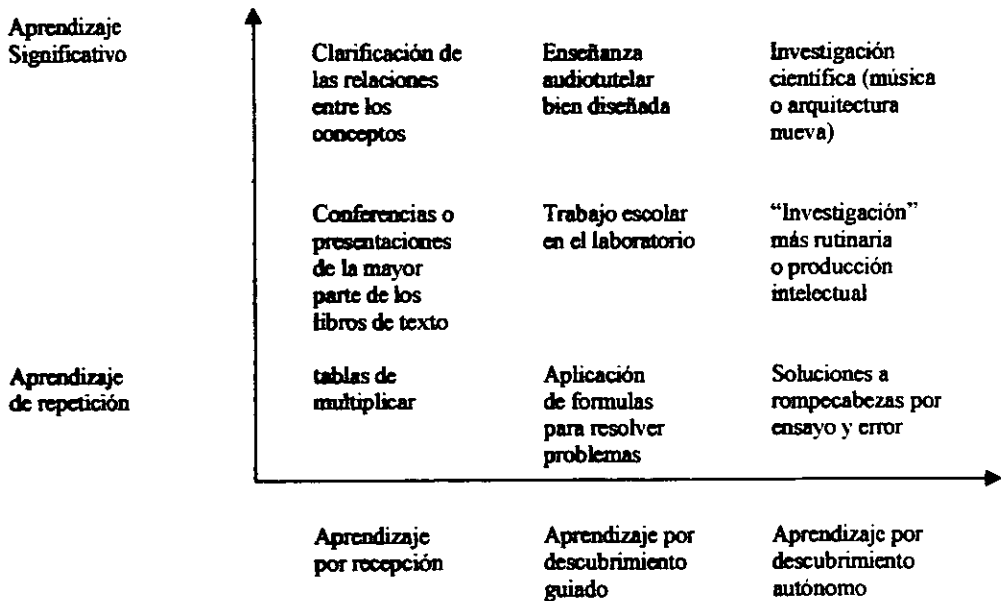 Aprendizaje
Significativo
Clarificación de
las relaciones
entre los
conceptos
Enseñanza
audiotutelar
bien diseñada
Investigación
científica (música
o arquitectura
nueva)
Conferencias o
presentaciones
de la mayor
parte de los
libros de texto
Trabajo escolar
en el laboratorio
“Investigación”
más rutinaria
o producción
intelectual
Aprendizaje
de repetición
tablas de
multiplicar
Aplicación
de formulas
para resolver
problemas
Soluciones a
rompecabezas por
ensayo y error
Aprendizaje
por recepción
Aprendizaje por
descubrimiento
guiado
Aprendizaje por
descubrimiento
autónomo